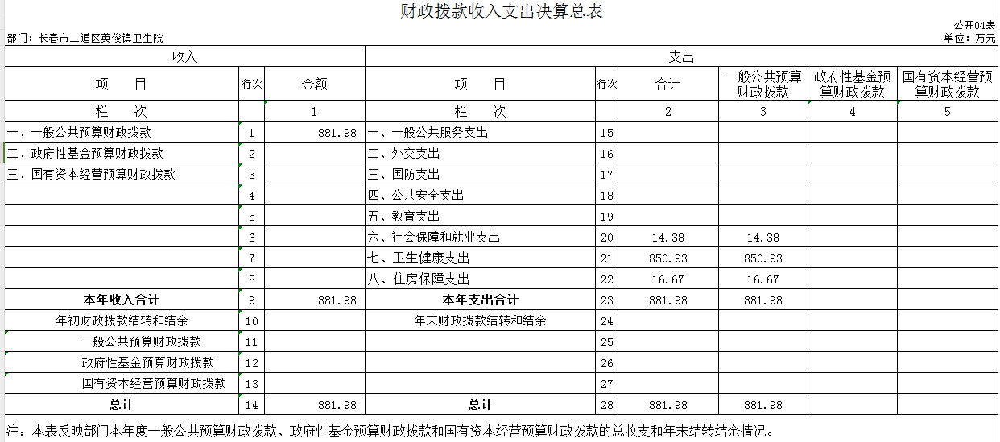 财政拨款收入支出决算总表
公开04表
部门：长春市二道区英俊镇卫生院 单位：万元
收入 支出
项 目 行次 金额 项 目 行次 合计 一般公共预算财政拨款 政府性基金预算财政拨款 国有资本经营预算财政拨款
栏 次 1 栏 次 2 3 4 5
一、一般公共预算财政拨款 1 881.98 一、一般公共服务支出 15
二、政府性基金预算财政拨款 2 二、外交支出 16
三、国有资本经营预算财政拨款 3 三、国防支出 17
4 四、公共安全支出 18
5 五、教育支出 19
6 六、社会保障和就业支出 20 14.38 14.38
7 七、卫生健康支出 21 850.93 850.93
8 八、住房保障支出 22 16.67 16.67
本年收入合计 9 881.98 本年支出合计 23 881.98 881.98
年初财政拨款结转和结余 10 年末财政拨款结转和结余 24
一般公共预算财政拨款 11 25
政府性基金预算财政拨款 12 26
国有资本经营预算财政拨款 13 27
总计 14 881.98 总计 28 881.98 881.98
注：本表反映部门本年度一般公共预算财政拨款、政府性基金预算财政拨款和国有资本经营预算财政拨款的总收支和年末结转结余情况。